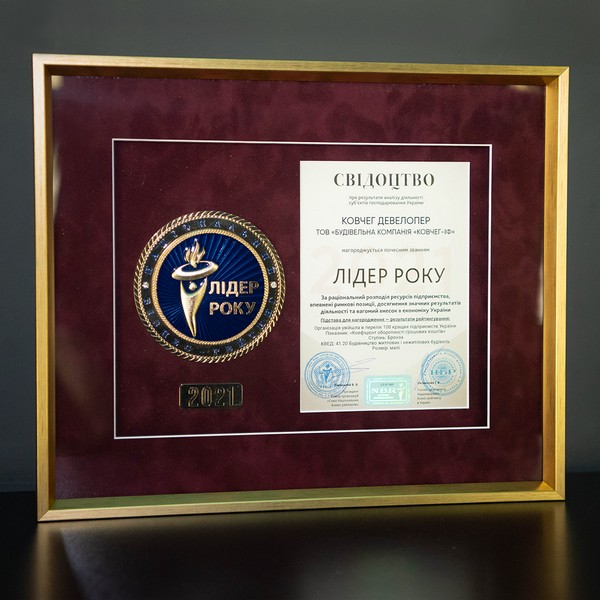 ЛІДЕР
РОКУ
2021
СВІДОЦТВО
про результати аналізу діяльності
суб'єктів господарювання України
КОВЧЕГ ДЕВЕЛОПЕР
ТОВ «БУДІВЕЛЬНА КОМПАНІЯ «КОВЧЕГ-ІФ»
нагороджується почесним званням
ЛІДЕР РОКУ
За раціональний розподіл ресурсів підприємства,
впевнені ринкові позиції, досягнення значних результатів
діяльності та вагомий внесок в економіку України
Підстава для нагородження – результати рейтингування:
Організація увійшла в перелік 100 кращих підприємств України
Показник: «Коефіцієнт оборотності грошових коштів»
Ступінь: Бронза
КВЕД: 41.20 Будівництво житлових і нежитлових будівель
Розмір: малі